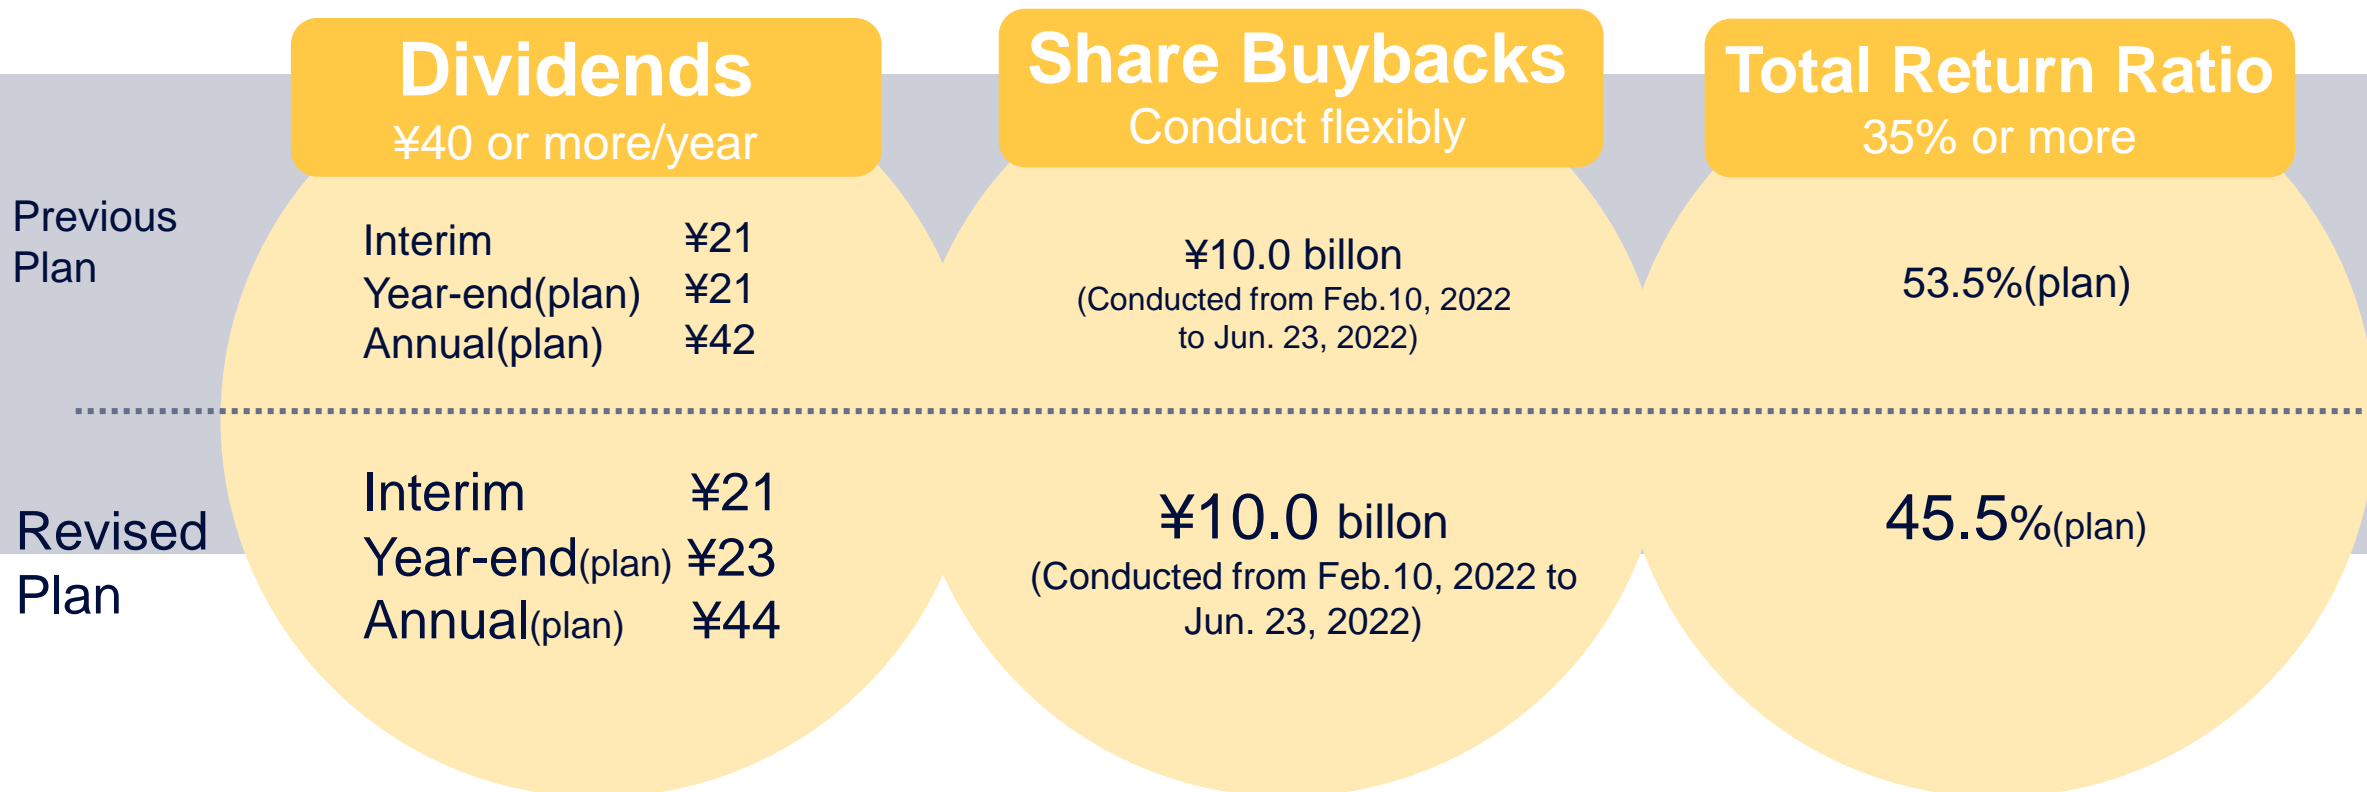 Dividends
¥40 or more/year
Share Buybacks
Conduct flexibly
Total Return Ratio
35% or more
Previous
Plan
Interim ¥21
Year-end(plan) ¥21
Annual(plan) ¥42
¥10.0 billon
(Conducted from Feb.10, 2022
to Jun. 23, 2022)
53.5%(plan)
Revised
Plan
Interim ¥21
Year-end(plan) ¥23
Annual(plan) ¥44
¥10.0 billon
(Conducted from Feb.10, 2022 to
Jun. 23, 2022)
45.5%(plan)